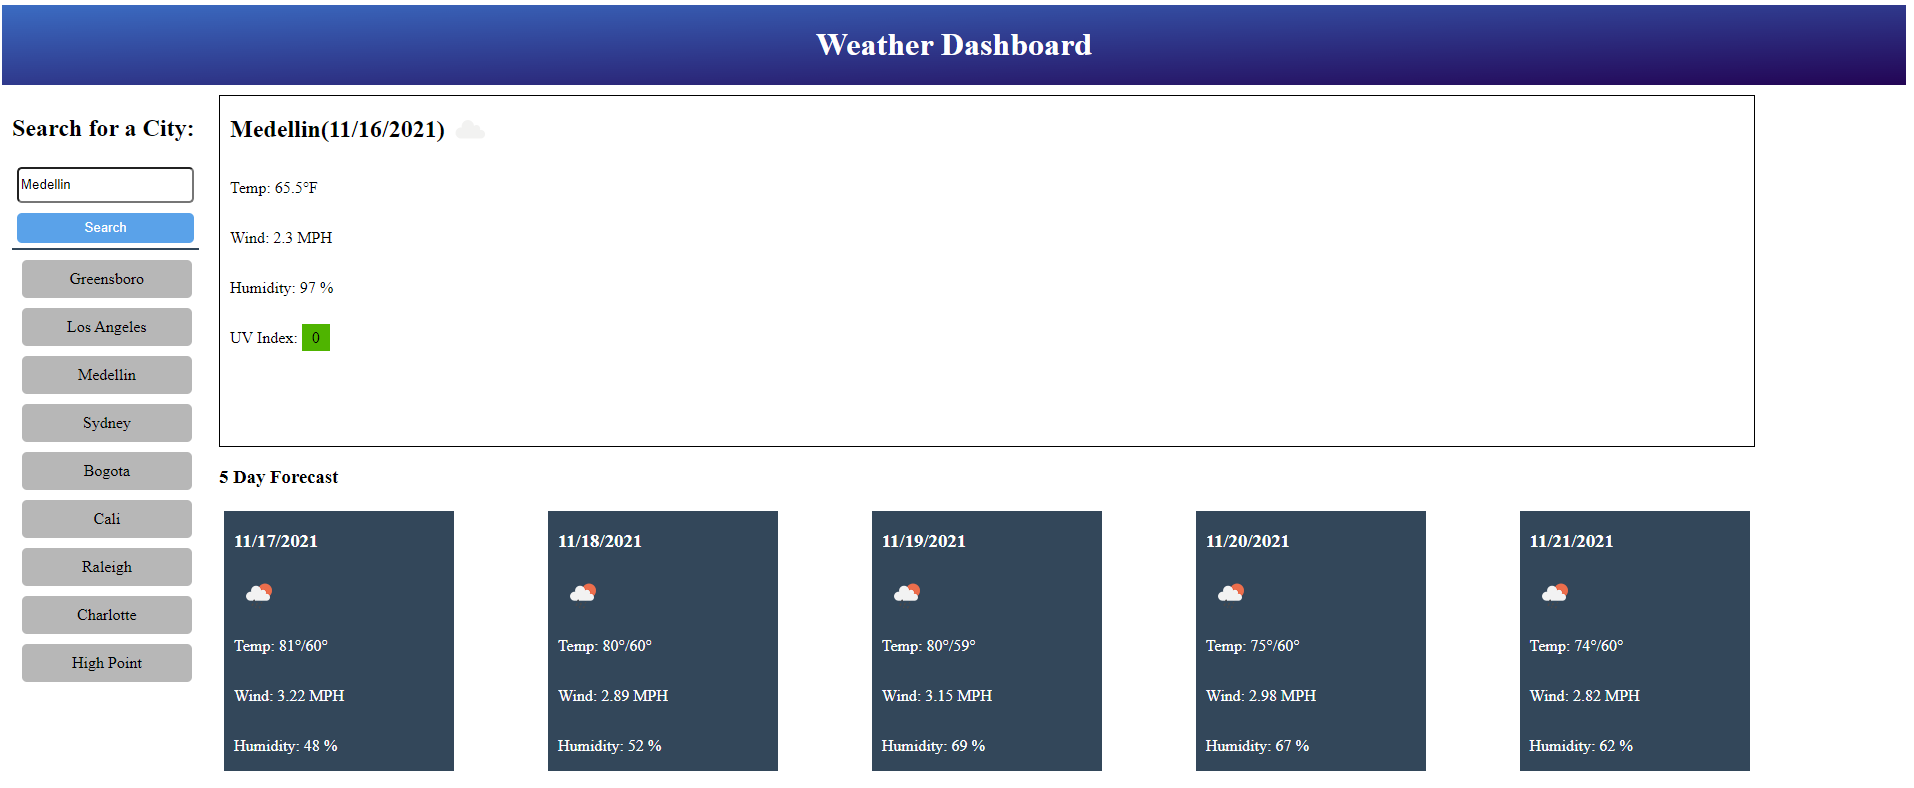 Weather Dashboard
Search for a City:
Medellin
Search
Greensboro
Los Angeles
Medellin
Sydney
Bogota
Cali
Raleigh
Charlotte
High Point
Medellin(11/16/2021)
Temp: 65.5°F
Wind: 2.3 MPH
Humidity: 97 %
UV Index: 0
5 Day Forecast
11/17/2021
Temp: 81°/60°
Wind: 3.22 MPH
Humidity: 48 %
11/18/2021
Temp: 80°/60°
Wind: 2.89 MPH
Humidity: 52 %
11/19/2021
Temp: 80°/59°
Wind: 3.15 MPH
Humidity: 69 %
11/20/2021
Temp: 75°/60°
Wind: 2.98 MPH
Humidity: 67 %
11/21/2021
Temp: 74°/60°
Wind: 2.82 MPH
Humidity: 62 %